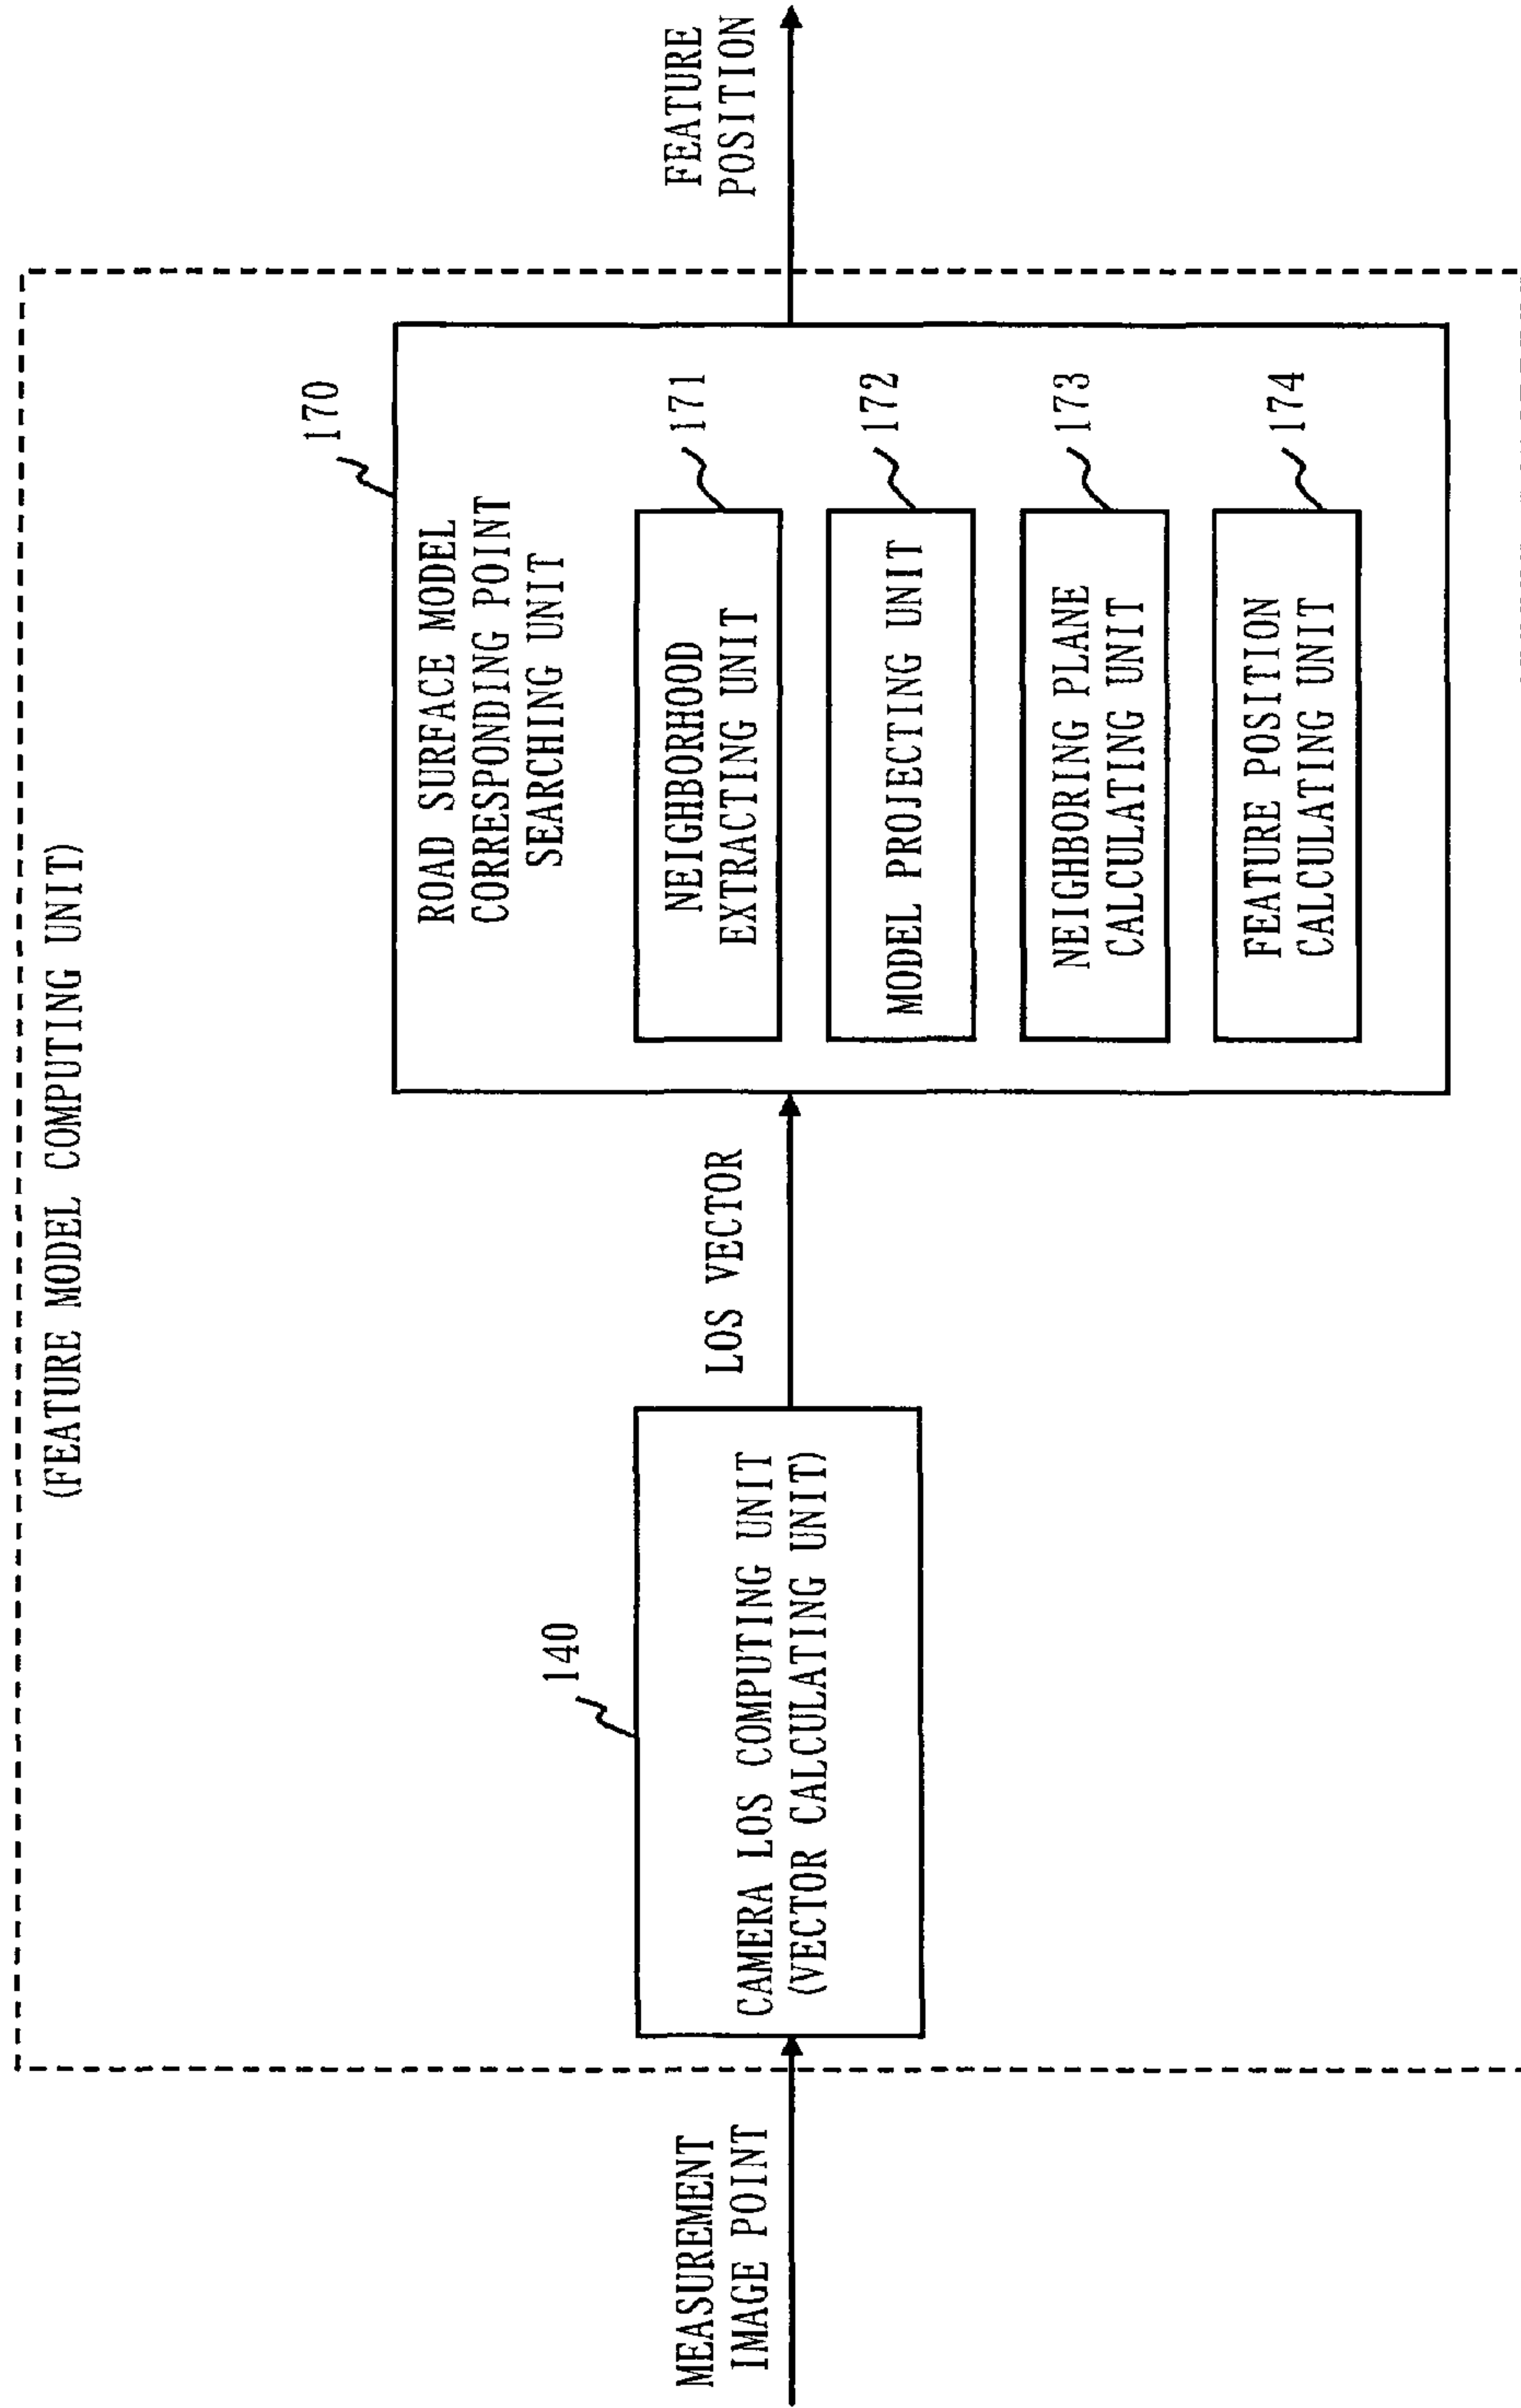 (FEATURE MODEL COMPUTING UNIT)
MEASUREMENT
IMAGE POINT
140
CAMERA LOS COMPUTING UNIT
(VECTOR CALCULATING UNIT)
LOS VECTOR
170
ROAD SURFACE MODEL
CORRESPONDING POINT
SEARCHING UNIT
NEIGHBORHOOD
EXTRACTING UNIT
171
MODEL PROJECTING UNIT
172
NEIGHBORING PLANE
CALCULATING UNIT
173
FEATURE POSITION
CALCULATING UNIT
174
FEATURE
POSITION